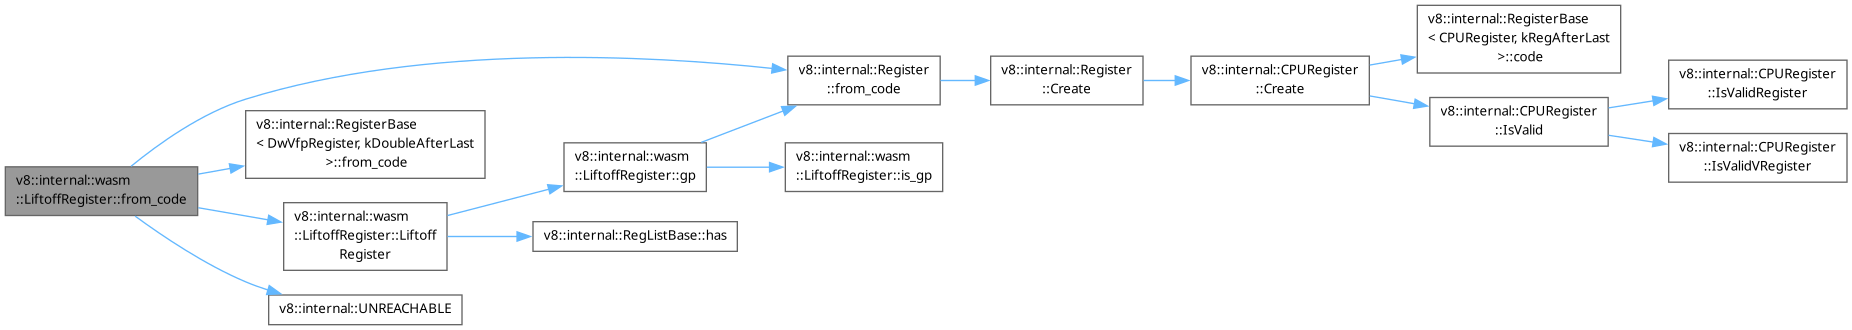 v8::internal::wasm
::LiftoffRegister::from_code
v8::internal::RegisterBase
< DwVfpRegister, kDoubleAfterLast
>::from_code
v8::internal::wasm
::LiftoffRegister::Liftoff
Register
v8::internal::UNREACHABLE
v8::internal::wasm
::LiftoffRegister::gp
v8::internal::RegListBase::has
v8::internal::Register
::from_code
v8::internal::wasm
::LiftoffRegister::is_gp
v8::internal::Register
::Create
v8::internal::CPURegister
::Create
v8::internal::RegisterBase
< CPURegister, kRegAfterLast
>::code
v8::internal::CPURegister
::IsValid
v8::internal::CPURegister
::IsValidRegister
v8::internal::CPURegister
::IsValidVRegister